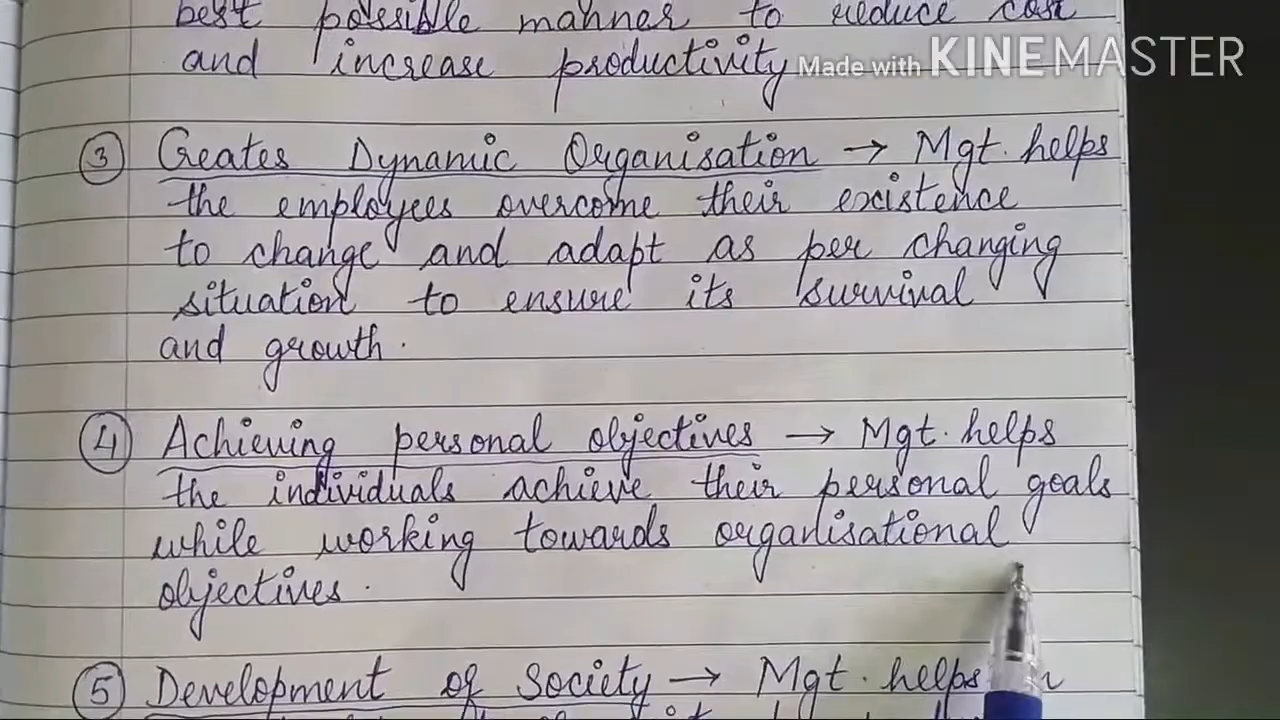 best possible manner to reduce cost
and increase productivity
Made with KINEMASTER
③ Creates Dynamic Organisation → Mgt. helps
the employees overcome their existence
to change and adapt as per changing
situation to ensure its survival
and growth.
④ Achieving personal objectives → Mgt. helps
the individuals achieve their personal goals
while working towards organisational
objectives.
⑤ Development of Society → Mgt. helps